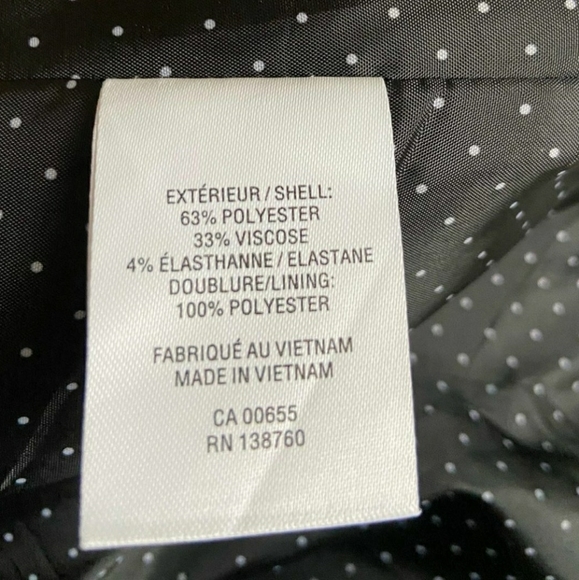 EXTÉRIEUR / SHELL:
63% POLYESTER
33% VISCOSE
4% ÉLASTHANNE / ELASTANE
DOUBLURE/LINING:
100% POLYESTER
FABRIQUÉ AU VIETNAM
MADE IN VIETNAM
CA 00655
RN 138760